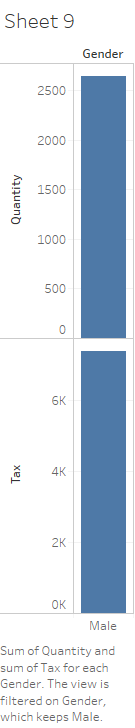 Sheet 9
Gender
Quantity
2500
2000
1500
1000
500
0
Tax
6K
4K
2K
0K
Male
Sum of Quantity and
sum of Tax for each
Gender. The view is
filtered on Gender,
which keeps Male.